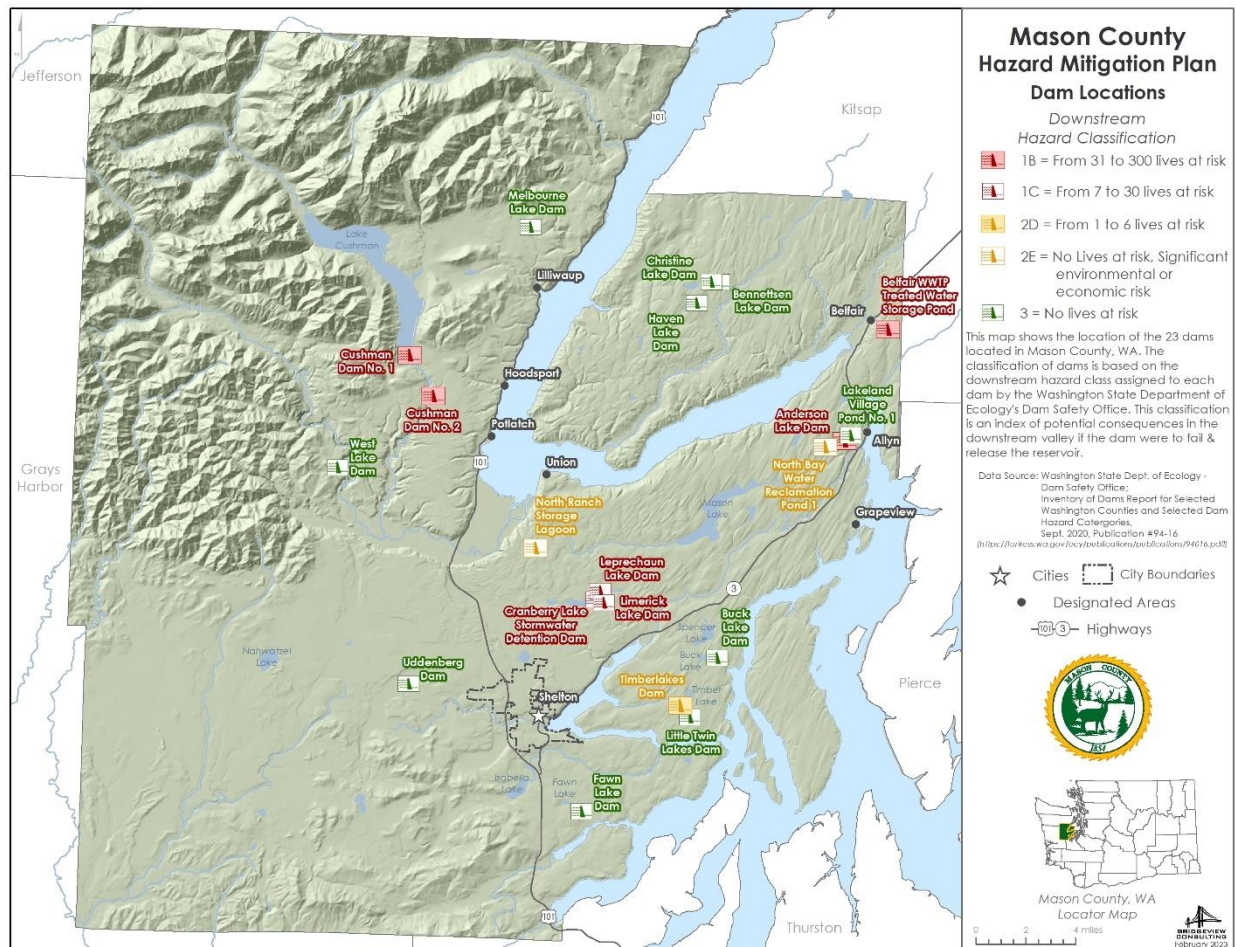 Mason County
Hazard Mitigation Plan
Dam Locations
Downstream
Hazard Classification
1B = From 31 to 300 lives at risk
1C = From 7 to 30 lives at risk
2D = From 1 to 6 lives at risk
2E = No Lives at risk, Significant
environmental or
economic risk
3 = No lives at risk
This map shows the location of the 23 dams
located in Mason County, WA. The
classification of dams is based on the
downstream hazard class assigned to each
dam by the Washington State Department of
Ecology's Dam Safety Office. This classification
is an index of potential consequences in the
downstream valley if the dam were to fail &
release the reservoir.
Data Source: Washington State Dept. of Ecology -
Dam Safety Office;
Inventory of Dams Report for Selected
Washington Counties and Selected Dam
Hazard Catergories,
Sept. 2020, Publication #94-16
Cities
City Boundaries
Designated Areas
101 3 Highways
MASON COUNTY
1854
Mason County, WA
Locator Map
0 2 4 miles
BRIDGEVIEW
CONSULTING
February 2023
Jefferson
Kitsap
Grays
Harbor
Pierce
Thurston
101
Melbourne
Lake Dam
Lake
Cushman
Lilliwaup
Christine
Lake Dam
Bennettsen
Lake Dam
Haven
Lake
Dam
Belfair WWTP
Treated Water
Storage Pond
Belfair
Cushman
Dam No. 1
Cushman
Dam No. 2
Hoodsport
Potlatch
101
Union
West
Lake
Dam
Lakeland
Village
Pond No. 1
Anderson
Lake Dam
Allyn
North Bay
Water
Reclamation
Pond 1
Mason
Lake
Grapeview
North Ranch
Storage
Lagoon
Leprechaun
Lake Dam
Limerick
Lake Dam
Cranberry Lake
Stormwater
Detention Dam
3
Spencer
Lake
Buck
Lake
Dam
Buck
Lake
Nahwatzel
Lake
Uddenberg
Dam
Shelton
Timberlakes
Dam
Timber
Lake
Little Twin
Lakes Dam
Isabella
Lake
Fawn
Lake
Fawn
Lake
Dam
101